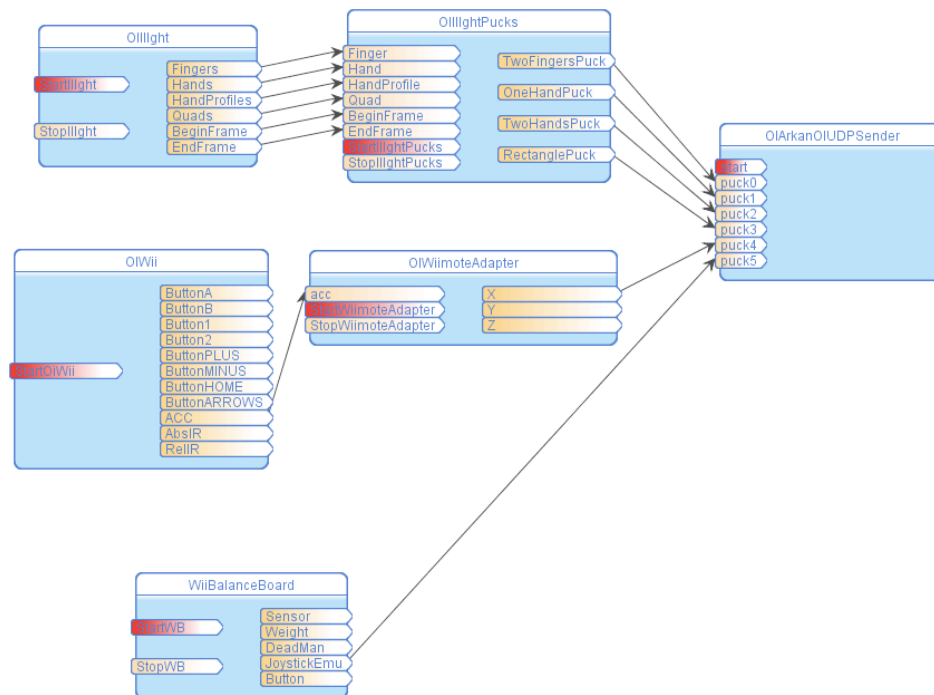 OIIllght
StartIllght
StopIllght
Fingers
Hands
HandProfiles
Quads
BeginFrame
EndFrame
OIIllghtPucks
Finger
Hand
HandProfile
Quad
BeginFrame
EndFrame
StartIllghtPucks
StopIllghtPucks
TwoFingersPuck
OneHandPuck
TwoHandsPuck
RectanglePuck
OIArkanOIUDPSender
start
puck0
puck1
puck2
puck3
puck4
puck5
OIWii
StartOiWii
ButtonA
ButtonB
Button1
Button2
ButtonPLUS
ButtonMINUS
ButtonHOME
ButtonARROWS
ACC
AbsIR
RelIR
OIWiimoteAdapter
acc
StartWiimoteAdapter
StopWiimoteAdapter
X
Y
Z
WiiBalanceBoard
StartWB
StopWB
Sensor
Weight
DeadMan
JoystickEmu
Button